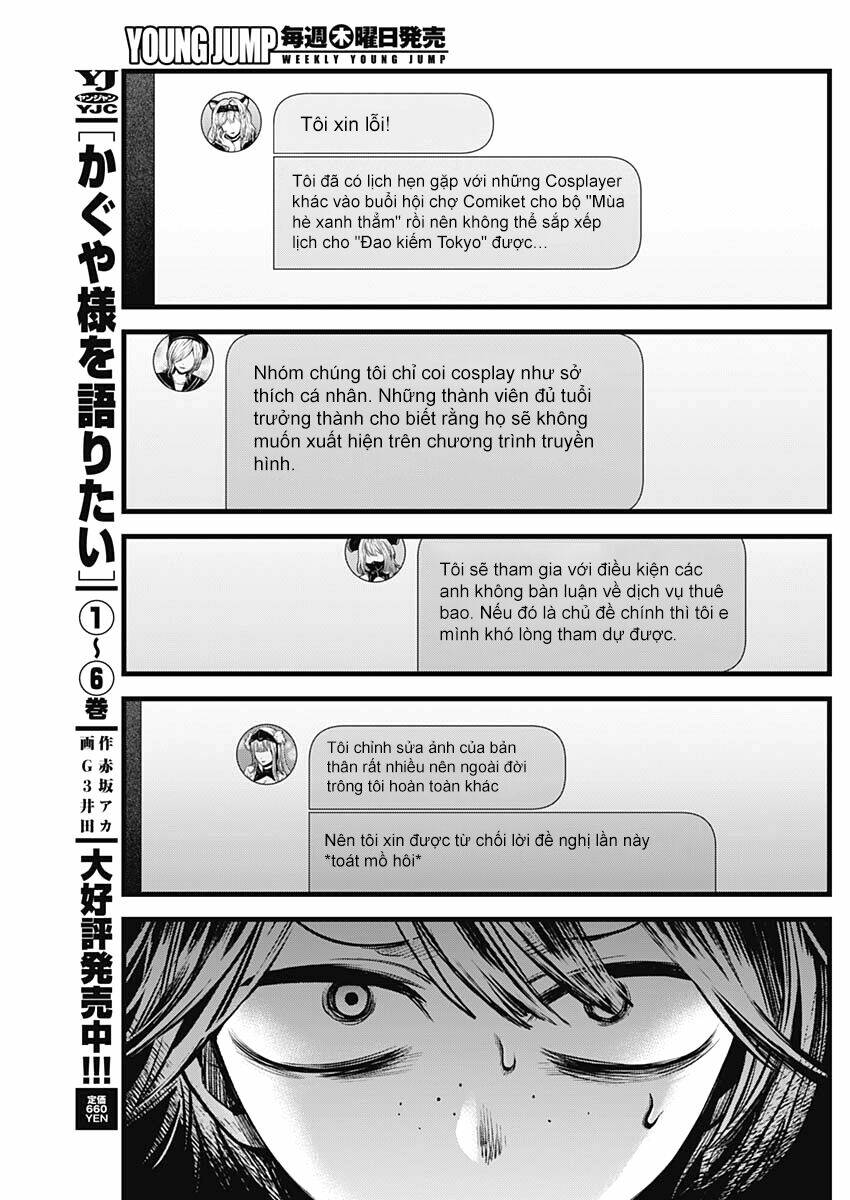 YOUNG JUMP 毎週木曜日発売
WEEKLY YOUNG JUMP
YJ
ヤンジャン
YJC
[かぐや様を語りたい]①〜⑥巻
作 赤坂アカ
画 G3井田
大好評発売中!!!
定価
660
YEN
Tôi xin lỗi!
Tôi đã có lịch hẹn gặp với những Cosplayer
khác vào buổi hội chợ Comiket cho bộ "Mùa
hè xanh thẳm" rồi nên không thể sắp xếp
lịch cho "Đao kiếm Tokyo" được...
Nhóm chúng tôi chỉ coi cosplay như sở
thích cá nhân. Những thành viên đủ tuổi
trưởng thành cho biết rằng họ sẽ không
muốn xuất hiện trên chương trình truyền
hình.
Tôi sẽ tham gia với điều kiện các
anh không bàn luận về dịch vụ thuê
bao. Nếu đó là chủ đề chính thì tôi e
mình khó lòng tham dự được.
Tôi chỉnh sửa ảnh của bản
thân rất nhiều nên ngoài đời
trông tôi hoàn toàn khác
Nên tôi xin được từ chối lời đề nghị lần này
*toát mồ hôi*